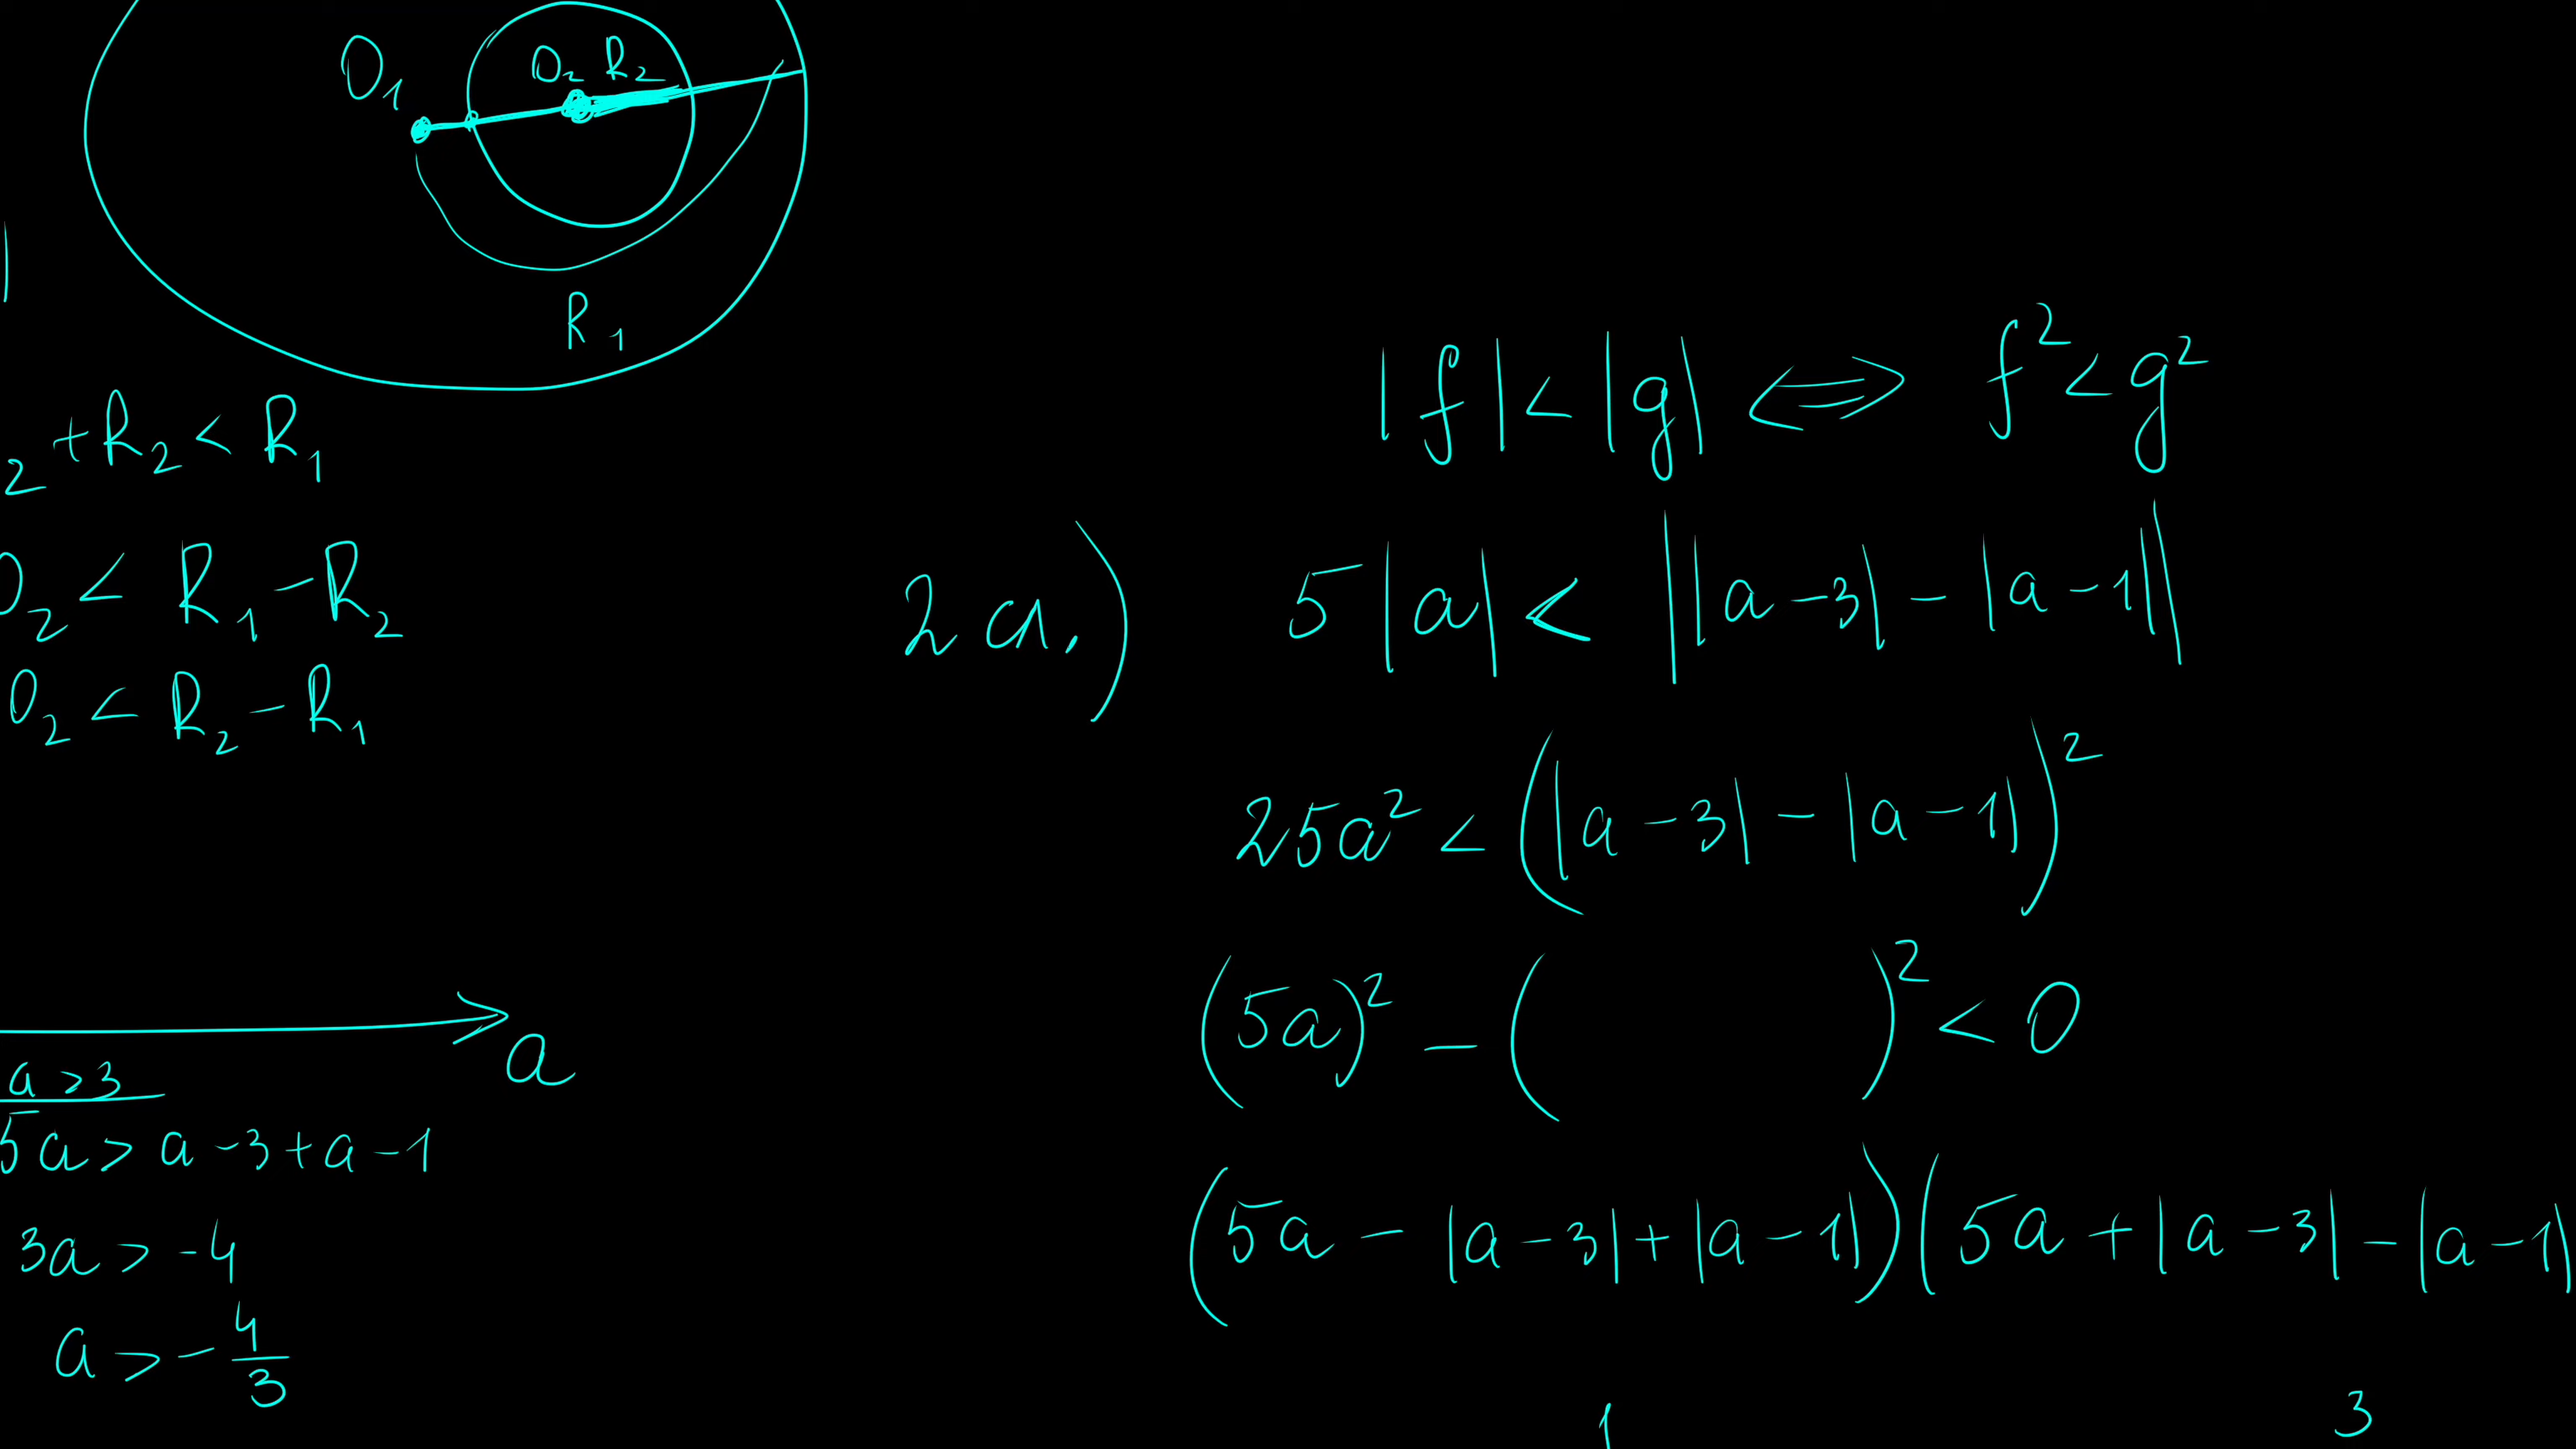 O₁
O₂ R₂
R₁
|
₂ + R₂ < R₁
O₂ < R₁ - R₂
O₂ < R₂ - R₁
a
a > 3
5a > a - 3 + a - 1
3a > -4
a > - 4/3
|f| < |g| <=> f² < g²
2a.) 5|a| < ||a - 3| - |a - 1||
25a² < (|a - 3| - |a - 1|)²
(5a)² - ( )² < 0
(5a - |a - 3| + |a - 1|)(5a + |a - 3| - |a - 1|
1 3